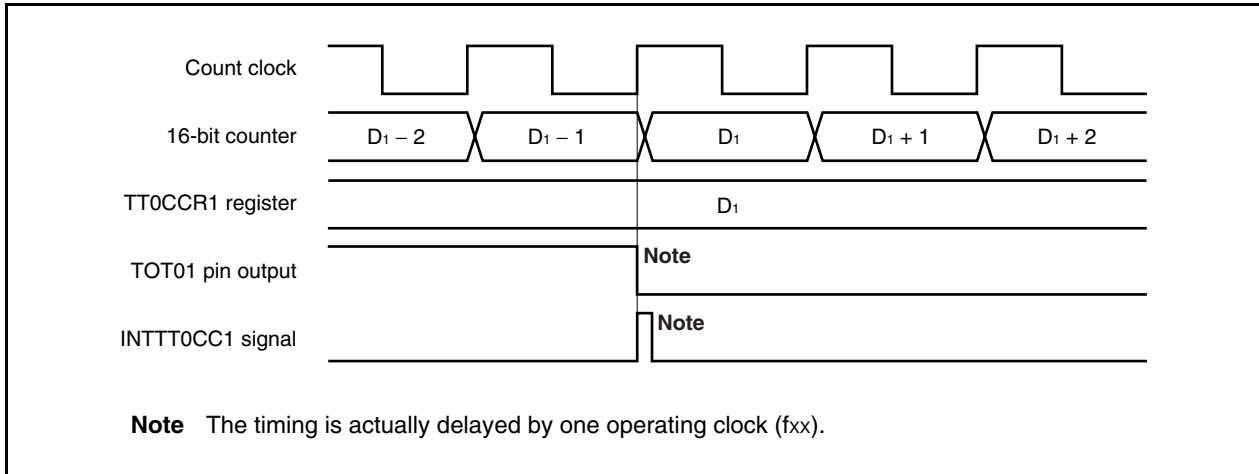 Count clock
16-bit counter D1 − 2 D1 − 1 D1 D1 + 1 D1 + 2
TT0CCR1 register D1
TOT01 pin output Note
INTTT0CC1 signal Note
Note The timing is actually delayed by one operating clock (fxx).